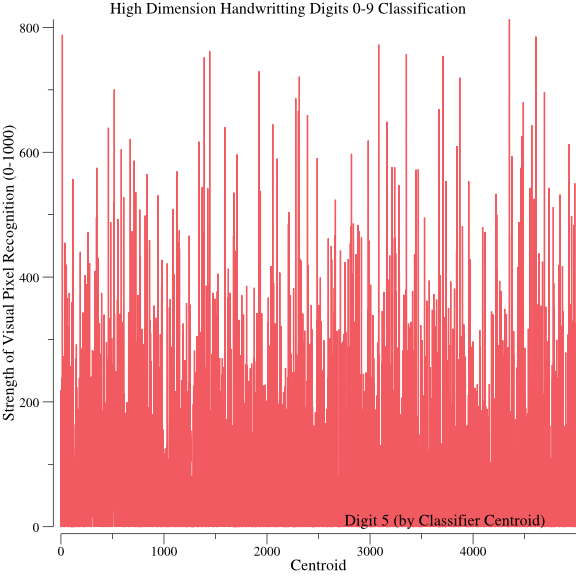 High Dimension Handwritting Digits 0-9 Classification
Strength of Visual Pixel Recognition (0-1000)
800
600
400
200
0
Digit 5 (by Classifier Centroid)
0 1000 2000 3000 4000
Centroid